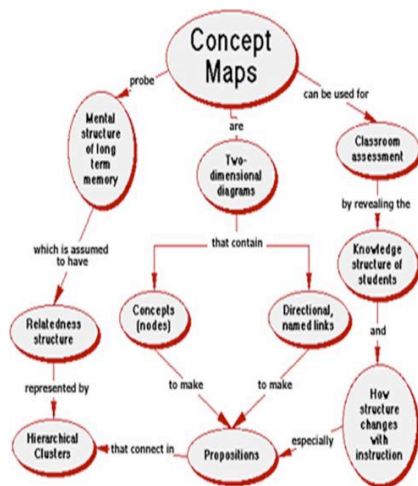 Concept
Maps
probe
can be used for
are
Mental
structure
of long
term
memory
Two-
dimensional
diagrams
Classroom
assessment
by revealing the
which is assumed
to have
that contain
Knowledge
structure of
students
Relatedness
structure
Concepts
(nodes)
Directional,
named links
and
represented by
to make
to make
How
structure
changes
with
instruction
Hierarchical
Clusters
that connect in
Propositions
especially